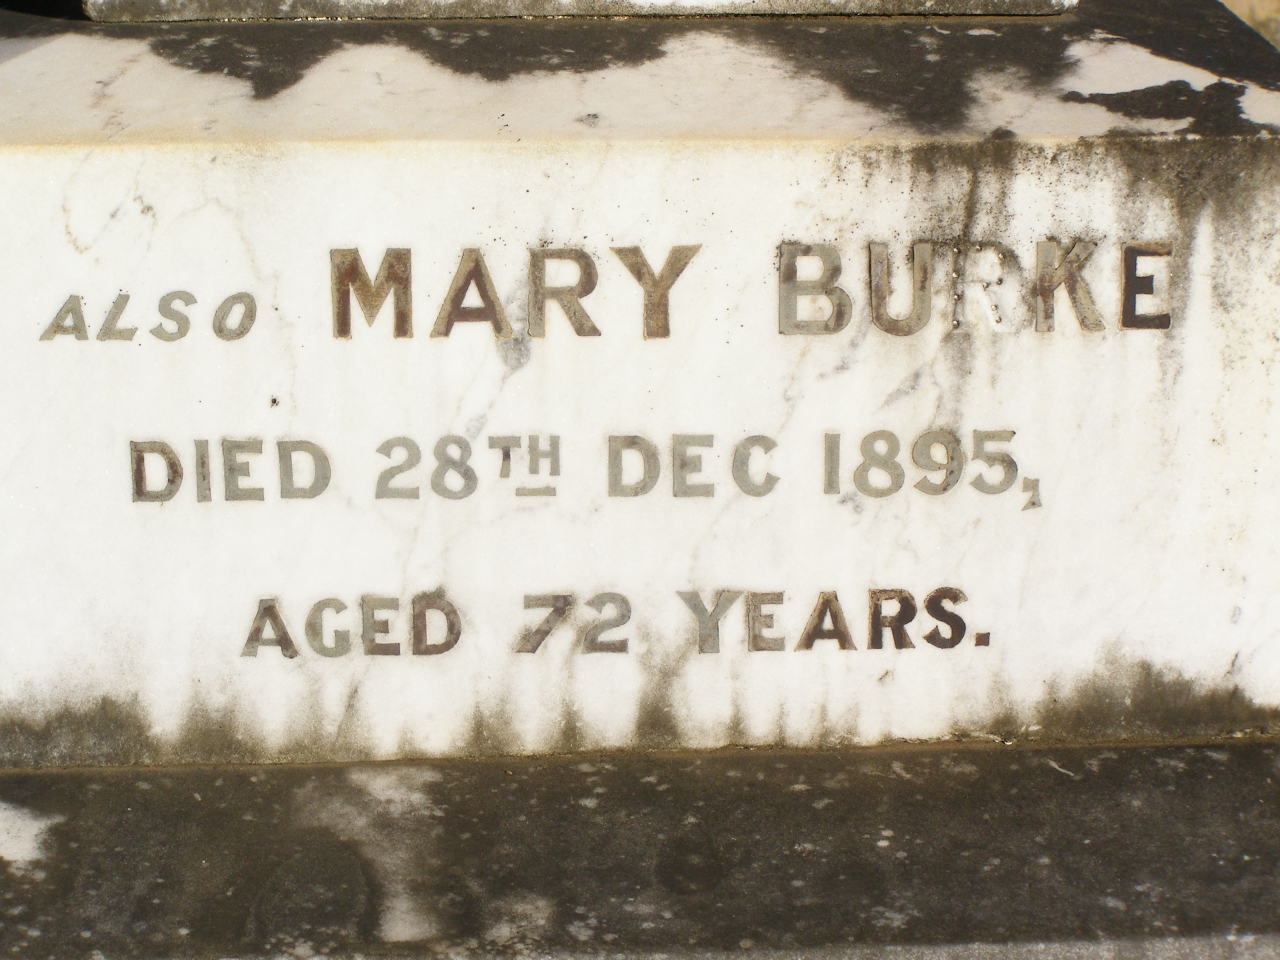 ALSO MARY BURKE
DIED 28TH DEC 1895,
AGED 72 YEARS.